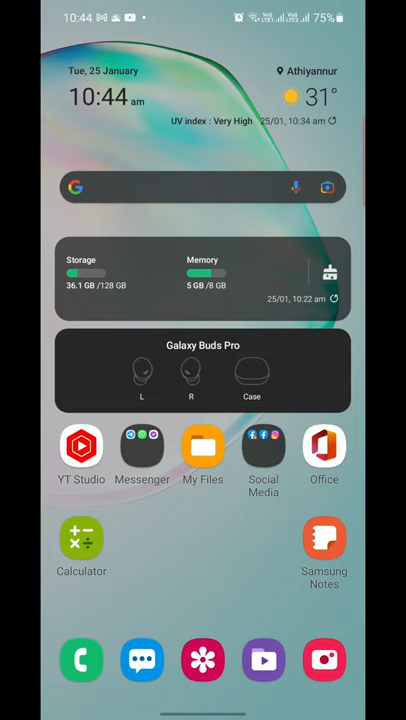 10:44
75%
Tue, 25 January
Athiyannur
10:44 am
31°
UV index : Very High
25/01, 10:34 am
Storage
Memory
36.1 GB /128 GB
5 GB /8 GB
25/01, 10:22 am
Galaxy Buds Pro
L
R
Case
YT Studio
Messenger
My Files
Social
Media
Office
Calculator
Samsung
Notes